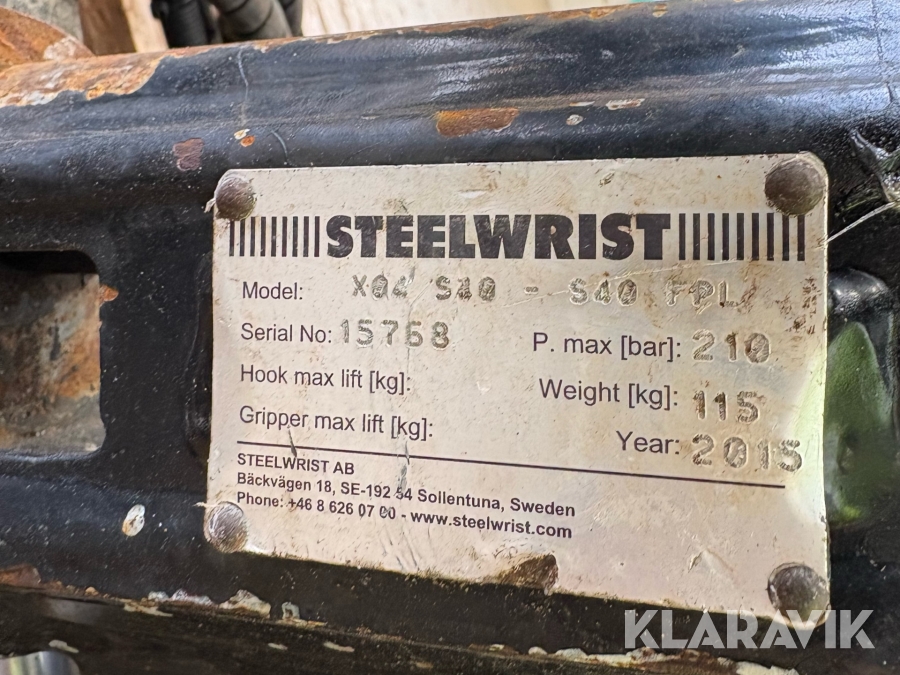 STEELWRIST
Model: X04 S40 - S40 FPL
Serial No: 15768
P. max [bar]: 210
Hook max lift [kg]:
Weight [kg]: 115
Gripper max lift [kg]:
Year: 2015
STEELWRIST AB
Bäckvägen 18, SE-192 54 Sollentuna, Sweden
Phone: +46 8 626 07 00 - www.steelwrist.com
KLARAVIK